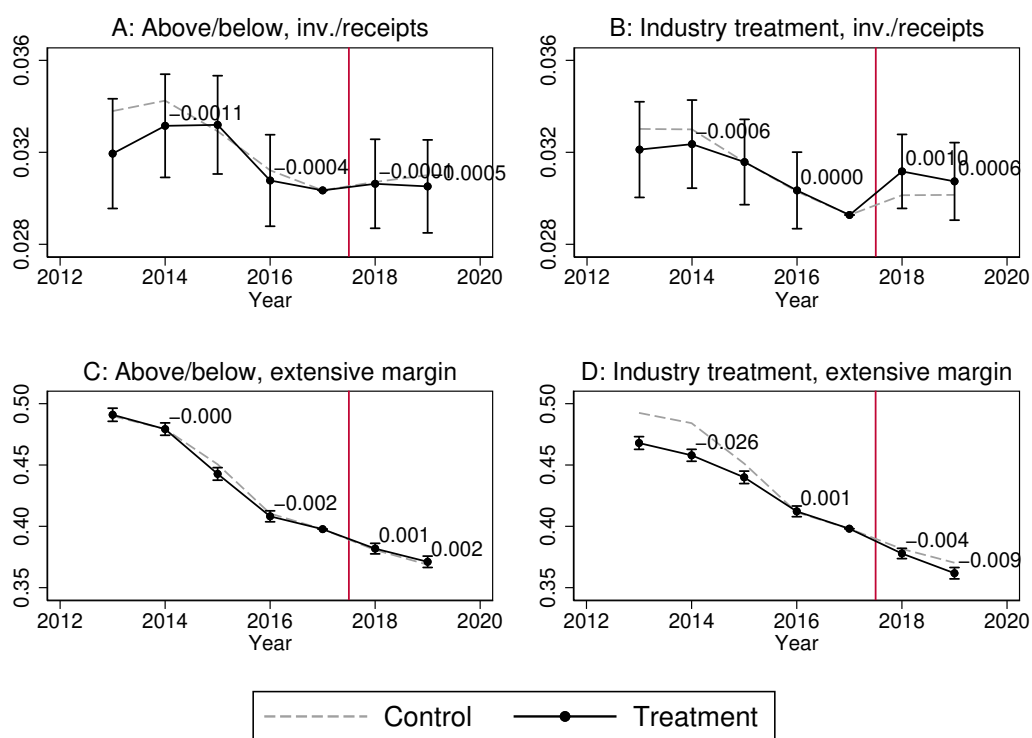 A: Above/below, inv./receipts
0.036
0.032
0.028
−0.0011
−0.0004
−0.0001
−0.0005
2012 2014 2016 2018 2020
Year
B: Industry treatment, inv./receipts
0.036
0.032
0.028
−0.0006
0.0000
0.0010
0.0006
2012 2014 2016 2018 2020
Year
C: Above/below, extensive margin
0.50
0.45
0.40
0.35
−0.000
−0.002
0.001
0.002
2012 2014 2016 2018 2020
Year
D: Industry treatment, extensive margin
0.50
0.45
0.40
0.35
−0.026
0.001
−0.004
−0.009
2012 2014 2016 2018 2020
Year
Control Treatment